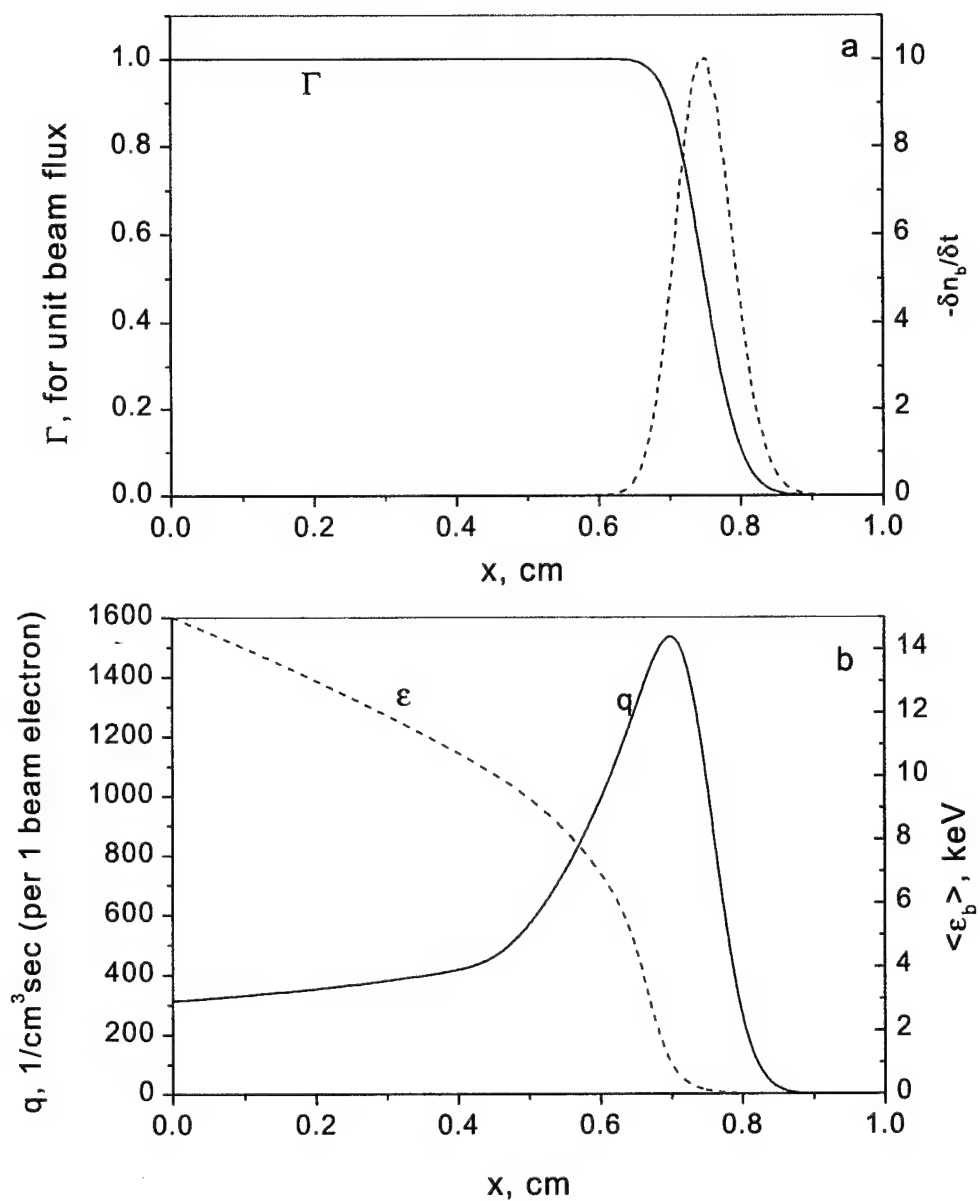 a
Γ
Γ, for unit beam flux
1.0
0.8
0.6
0.4
0.2
0.0
10
8
6
4
2
0
-δn_b/δt
0.0 0.2 0.4 0.6 0.8 1.0
x, cm
b
ε
q
q, 1/cm³sec (per 1 beam electron)
1600
1400
1200
1000
800
600
400
200
0
14
12
10
8
6
4
2
0
<ε_b>, keV
0.0 0.2 0.4 0.6 0.8 1.0
x, cm